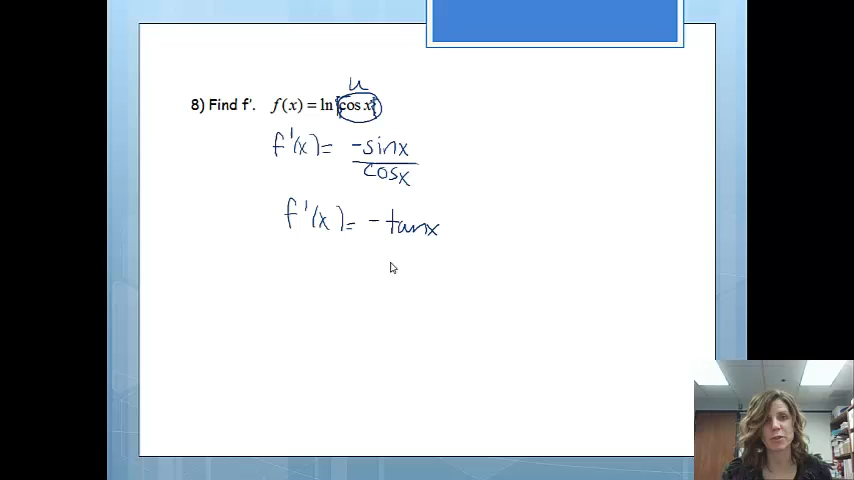 u
8) Find f'. f(x) = ln|cos x|
f'(x) = -sinx/cosx
f'(x) = -tanx